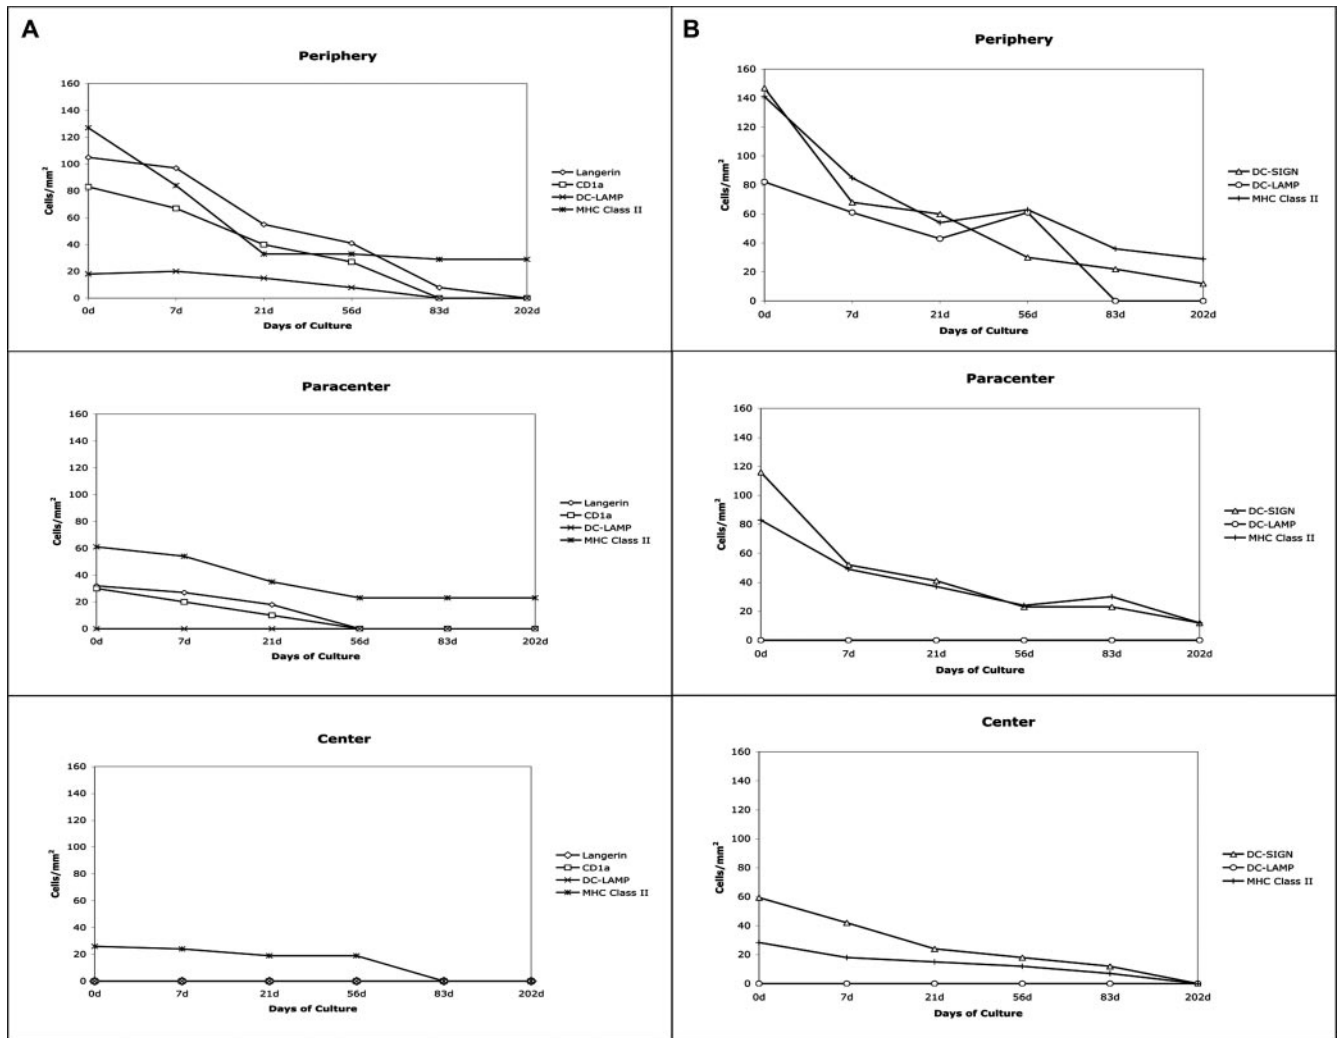 A
Periphery
160
140
120
100
80
60
40
20
0
Cells/mm²
0d 7d 21d 56d 83d 202d
Days of Culture
Langerin
CD1a
DC-LAMP
MHC Class II
Paracenter
160
140
120
100
80
60
40
20
0
Cells/mm²
0d 7d 21d 56d 83d 202d
Days of Culture
Langerin
CD1a
DC-LAMP
MHC Class II
Center
160
140
120
100
80
60
40
20
0
Cells/mm²
0d 7d 21d 56d 83d 202d
Days of Culture
Langerin
CD1a
DC-LAMP
MHC Class II
B
Periphery
160
140
120
100
80
60
40
20
0
Cells/mm²
0d 7d 21d 56d 83d 202d
Days of Culture
DC-SIGN
DC-LAMP
MHC Class II
Paracenter
160
140
120
100
80
60
40
20
0
Cells/mm²
0d 7d 21d 56d 83d 202d
Days of Culture
DC-SIGN
DC-LAMP
MHC Class II
Center
160
140
120
100
80
60
40
20
0
Cells/mm²
0d 7d 21d 56d 83d 202d
Days of Culture
DC-SIGN
DC-LAMP
MHC Class II